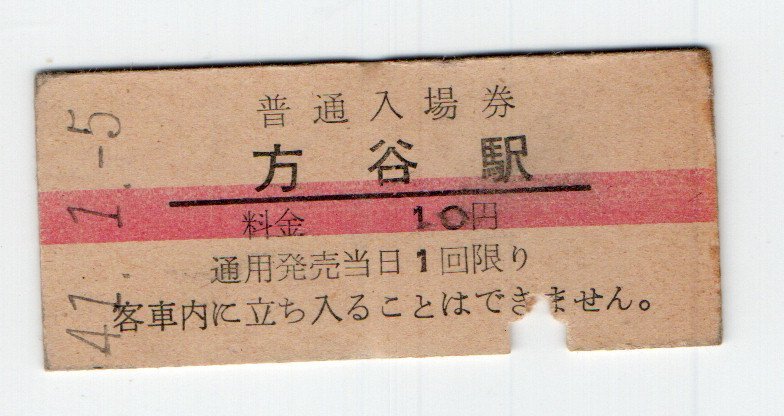 普通入場券
方谷駅
料金 10円
通用発売当日1回限り
客車内に立ち入ることはできません。
41. 1. -5